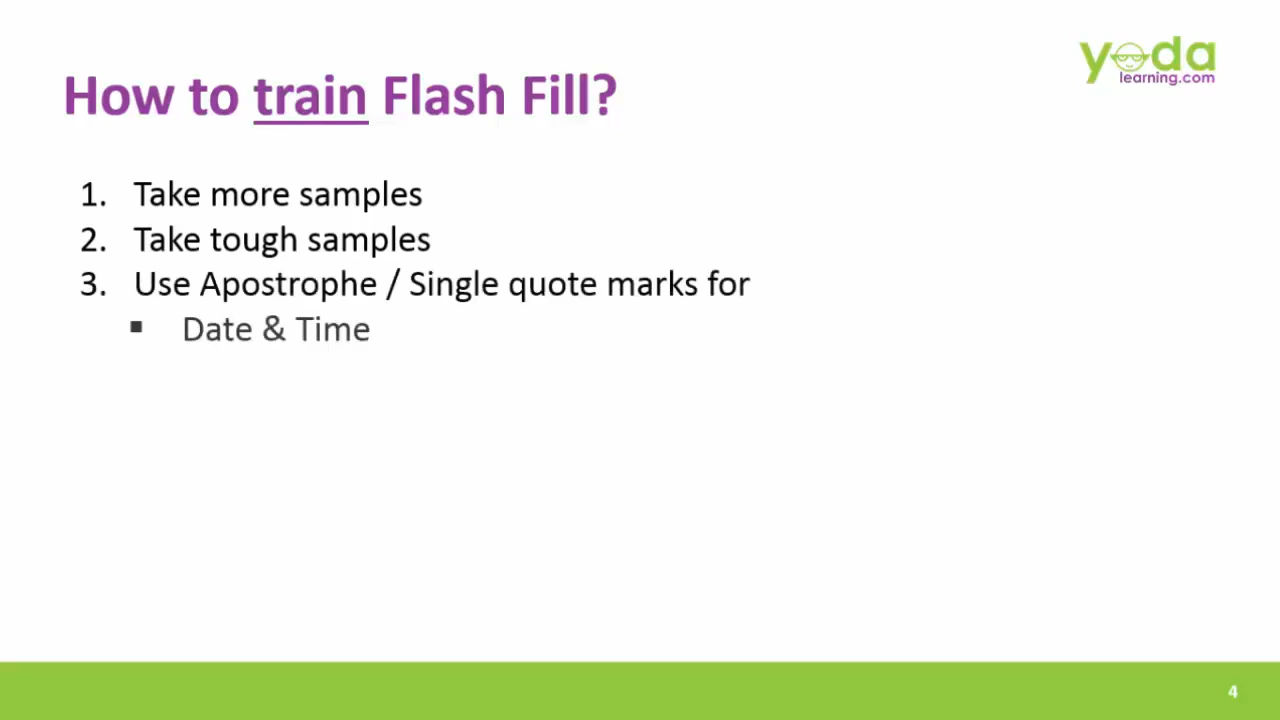 yoda
learning.com
How to train Flash Fill?
1. Take more samples
2. Take tough samples
3. Use Apostrophe / Single quote marks for
▪ Date & Time
4